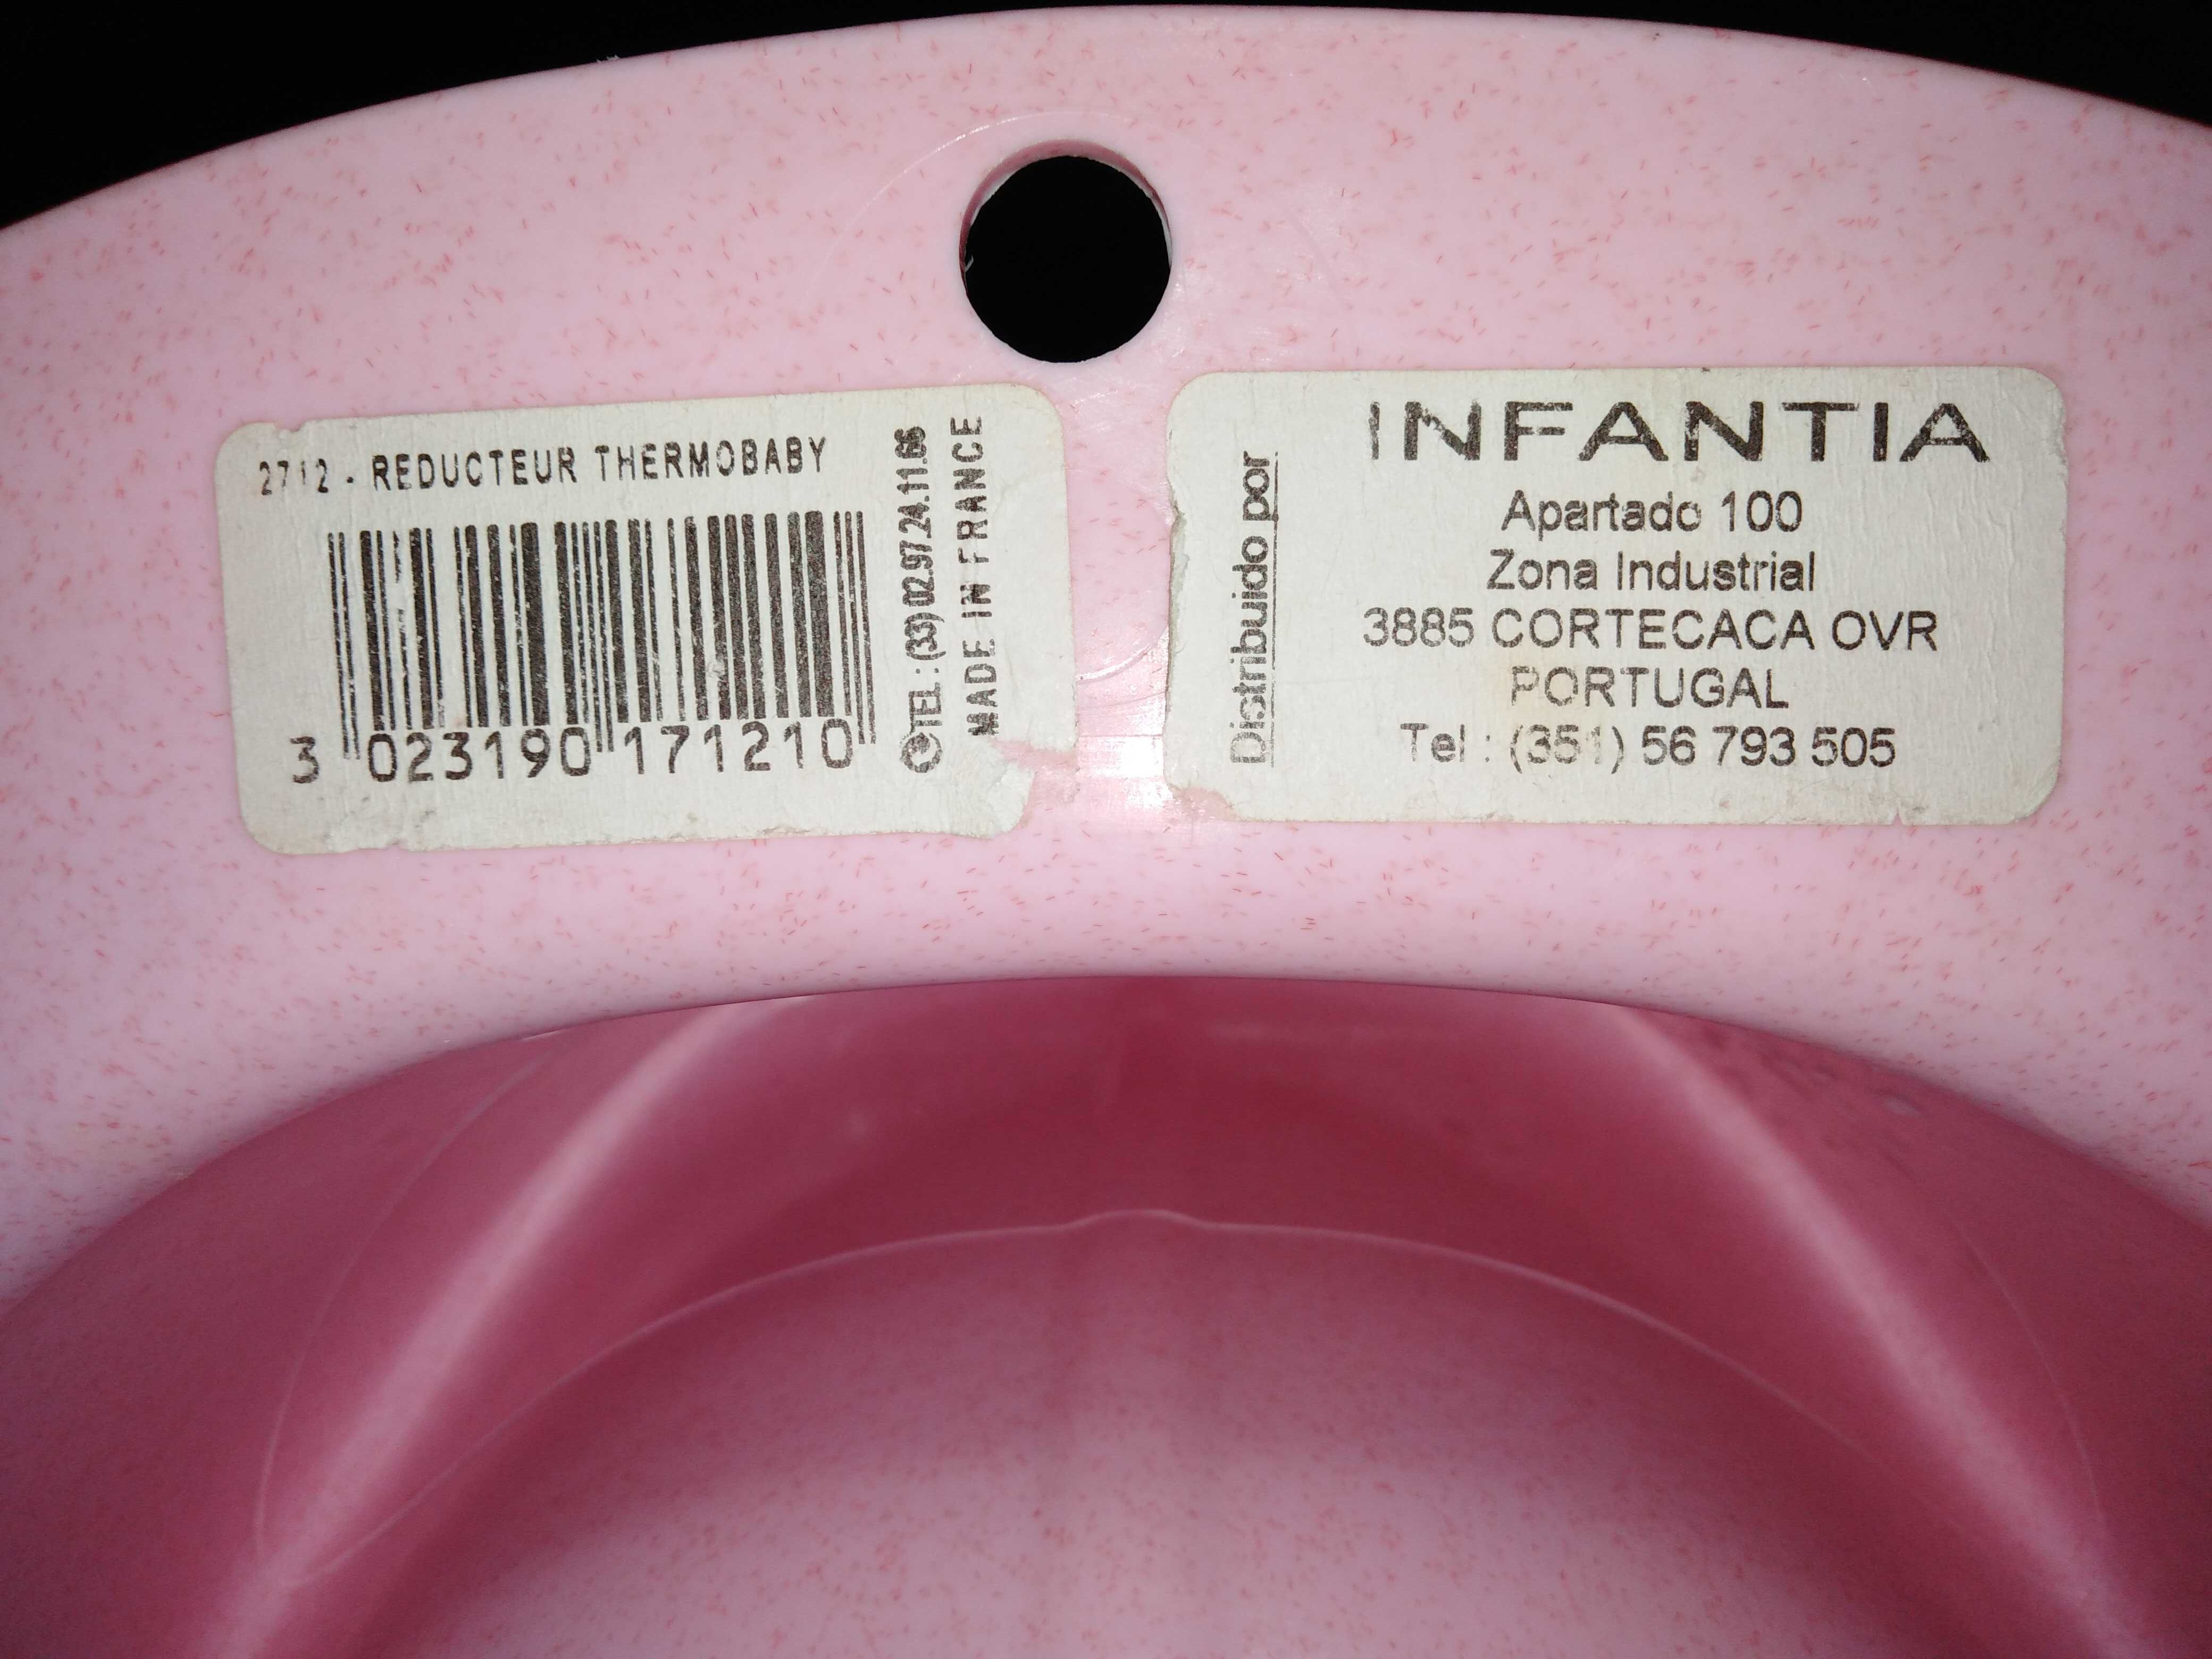 2712 - REDUCTEUR THERMOBABY
3 023190 171210
TEL : (33) 02.97.24.11.66
MADE IN FRANCE
Distribuido por
INFANTIA
Apartado 100
Zona Industrial
3885 CORTECACA OVR
PORTUGAL
Tel : (351) 56 793 505